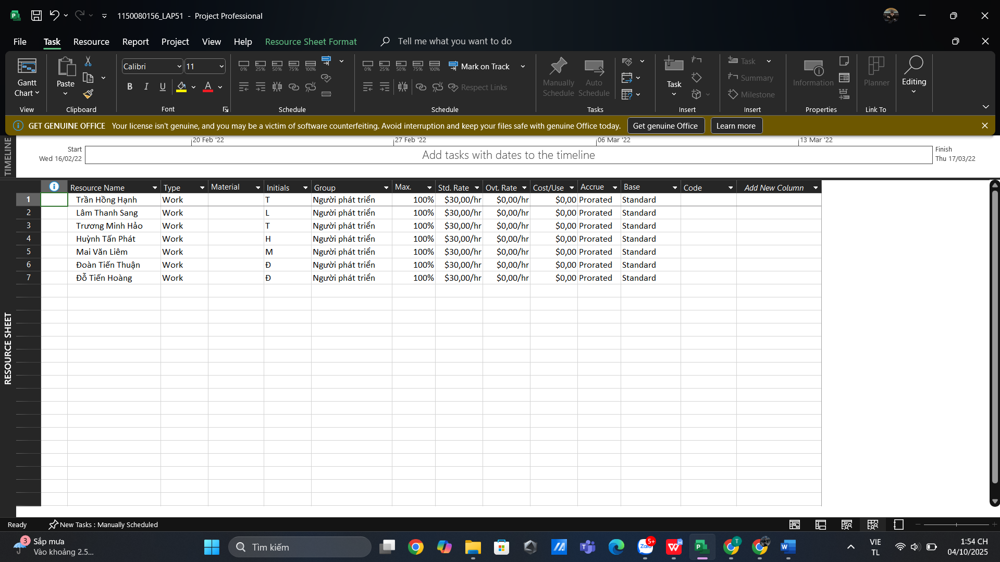 1150080156_LAP51 - Project Professional
File Task Resource Report Project View Help Resource Sheet Format Tell me what you want to do
Gantt Chart
View
Paste
Clipboard
Calibri 11
B I U A
Font
0% 25% 50% 75% 100%
Schedule
0% 25% 50% 75% 100% Mark on Track
Respect Links
Schedule
Manually Schedule
Auto Schedule
Tasks
Task
Insert
Task
Summary
Milestone
Insert
Information
Properties
Planner
Link To
Editing
GET GENUINE OFFICE Your license isn't genuine, and you may be a victim of software counterfeiting. Avoid interruption and keep your files safe with genuine Office today. Get genuine Office Learn more
TIMELINE
20 Feb '22 27 Feb '22 06 Mar '22 13 Mar '22
Start
Wed 16/02/22
Add tasks with dates to the timeline
Finish
Thu 17/03/22
RESOURCE SHEET
Resource Name Type Material Initials Group Max. Std. Rate Ovt. Rate Cost/Use Accrue Base Code Add New Column
1 Trần Hồng Hạnh Work T Người phát triển 100% $30,00/hr $0,00/hr $0,00 Prorated Standard
2 Lâm Thanh Sang Work L Người phát triển 100% $30,00/hr $0,00/hr $0,00 Prorated Standard
3 Trương Minh Hảo Work T Người phát triển 100% $30,00/hr $0,00/hr $0,00 Prorated Standard
4 Huỳnh Tấn Phát Work H Người phát triển 100% $30,00/hr $0,00/hr $0,00 Prorated Standard
5 Mai Văn Liêm Work M Người phát triển 100% $30,00/hr $0,00/hr $0,00 Prorated Standard
6 Đoàn Tiến Thuận Work Đ Người phát triển 100% $30,00/hr $0,00/hr $0,00 Prorated Standard
7 Đỗ Tiến Hoàng Work Đ Người phát triển 100% $30,00/hr $0,00/hr $0,00 Prorated Standard
Ready New Tasks : Manually Scheduled
3 Sắp mưa
Vào khoảng 2.5...
Tìm kiếm
Zalo 5+
VIE
TL
1:54 CH
04/10/2025